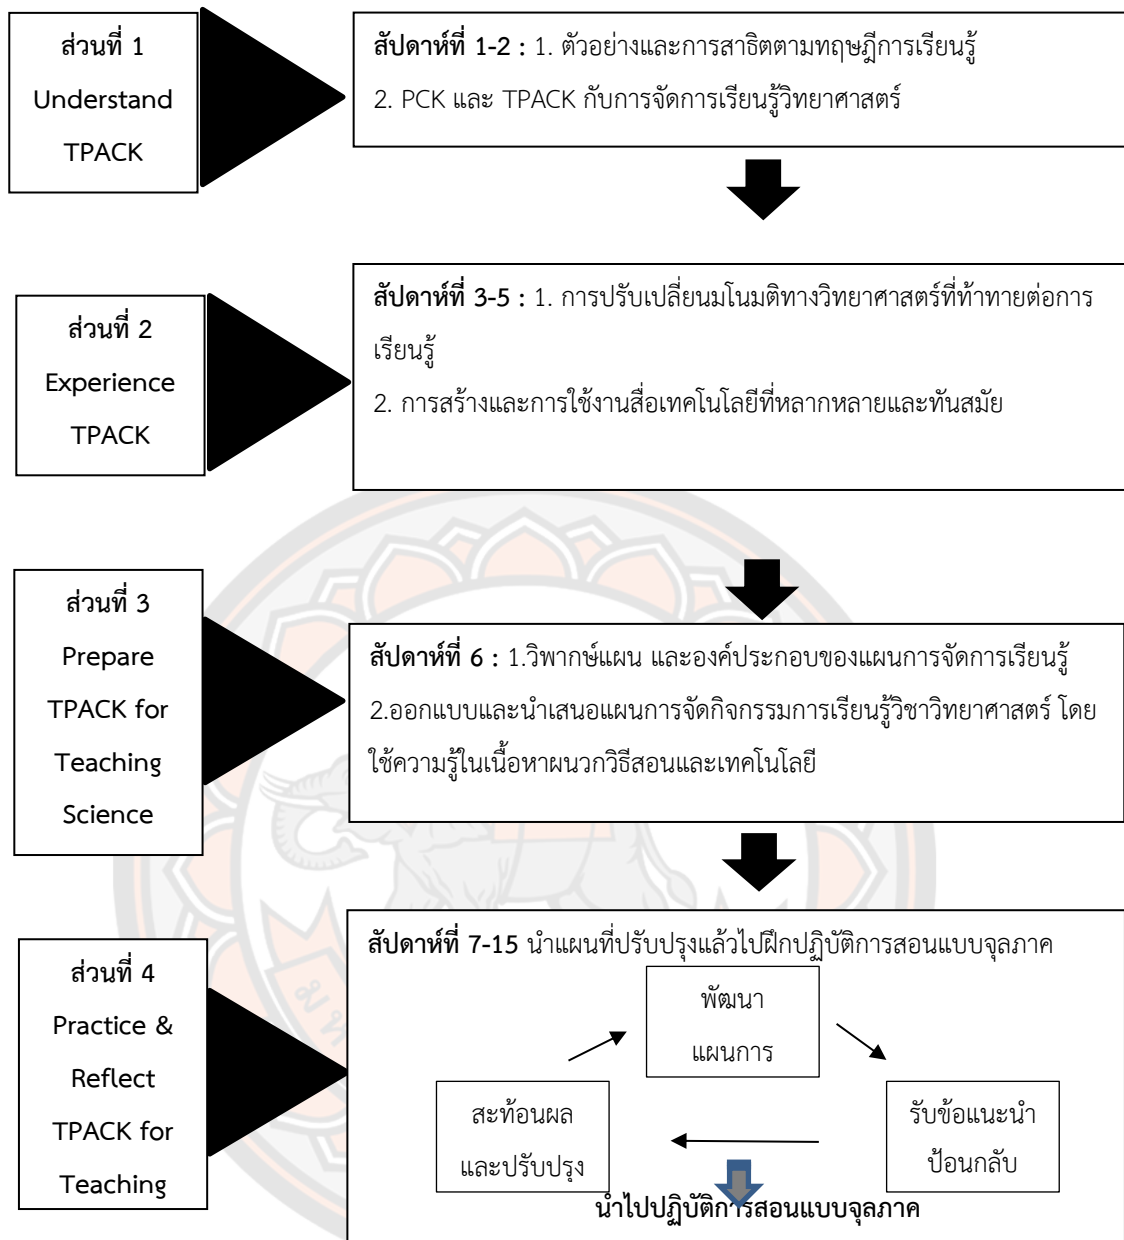 ส่วนที่ 1
Understand
TPACK
สัปดาห์ที่ 1-2 : 1. ตัวอย่างและการสาธิตตามทฤษฎีการเรียนรู้
2. PCK และ TPACK กับการจัดการเรียนรู้วิทยาศาสตร์
ส่วนที่ 2
Experience
TPACK
สัปดาห์ที่ 3-5 : 1. การปรับเปลี่ยนมโนมติทางวิทยาศาสตร์ที่ท้าทายต่อการ
เรียนรู้
2. การสร้างและการใช้งานสื่อเทคโนโลยีที่หลากหลายและทันสมัย
ส่วนที่ 3
Prepare
TPACK for
Teaching
Science
สัปดาห์ที่ 6 : 1.วิพากษ์แผน และองค์ประกอบของแผนการจัดการเรียนรู้
2.ออกแบบและนำเสนอแผนการจัดกิจกรรมการเรียนรู้วิชาวิทยาศาสตร์ โดย
ใช้ความรู้ในเนื้อหาผนวกวิธีสอนและเทคโนโลยี
ส่วนที่ 4
Practice &
Reflect
TPACK for
Teaching
สัปดาห์ที่ 7-15 นำแผนที่ปรับปรุงแล้วไปฝึกปฏิบัติการสอนแบบจุลภาค
พัฒนา
แผนการ
สะท้อนผล
และปรับปรุง
รับข้อแนะนำ
ป้อนกลับ
นำไปปฏิบัติการสอนแบบจุลภาค